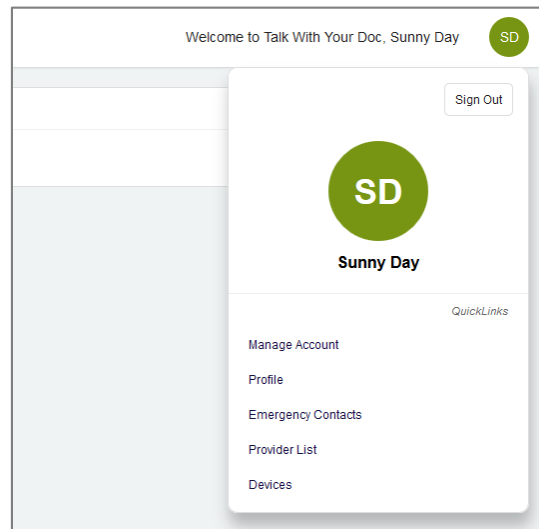 Welcome to Talk With Your Doc, Sunny Day
SD
Sign Out
SD
Sunny Day
QuickLinks
Manage Account
Profile
Emergency Contacts
Provider List
Devices